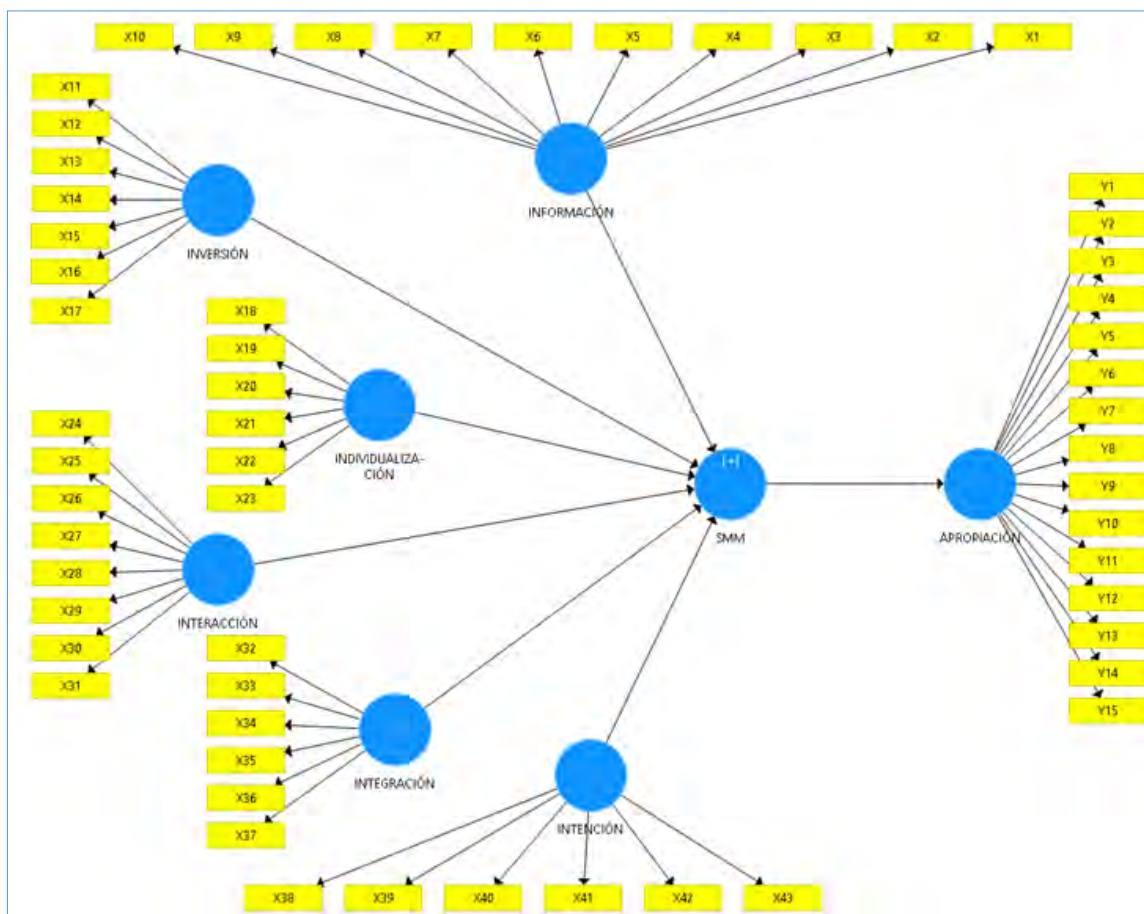 X10 X9 X8 X7 X6 X5 X4 X3 X2 X1
INFORMACIÓN
X11
X12
X13
X14
X15
X16
X17
INVERSIÓN
X18
X19
X20
X21
X22
X23
INDIVIDUALIZA-
CIÓN
X24
X25
X26
X27
X28
X29
X30
X31
INTERACCIÓN
X32
X33
X34
X35
X36
X37
INTEGRACIÓN
INTENCIÓN
X38 X39 X40 X41 X42 X43
[+]
SMM
APROPIACIÓN
Y1
Y2
Y3
Y4
Y5
Y6
Y7
Y8
Y9
Y10
Y11
Y12
Y13
Y14
Y15